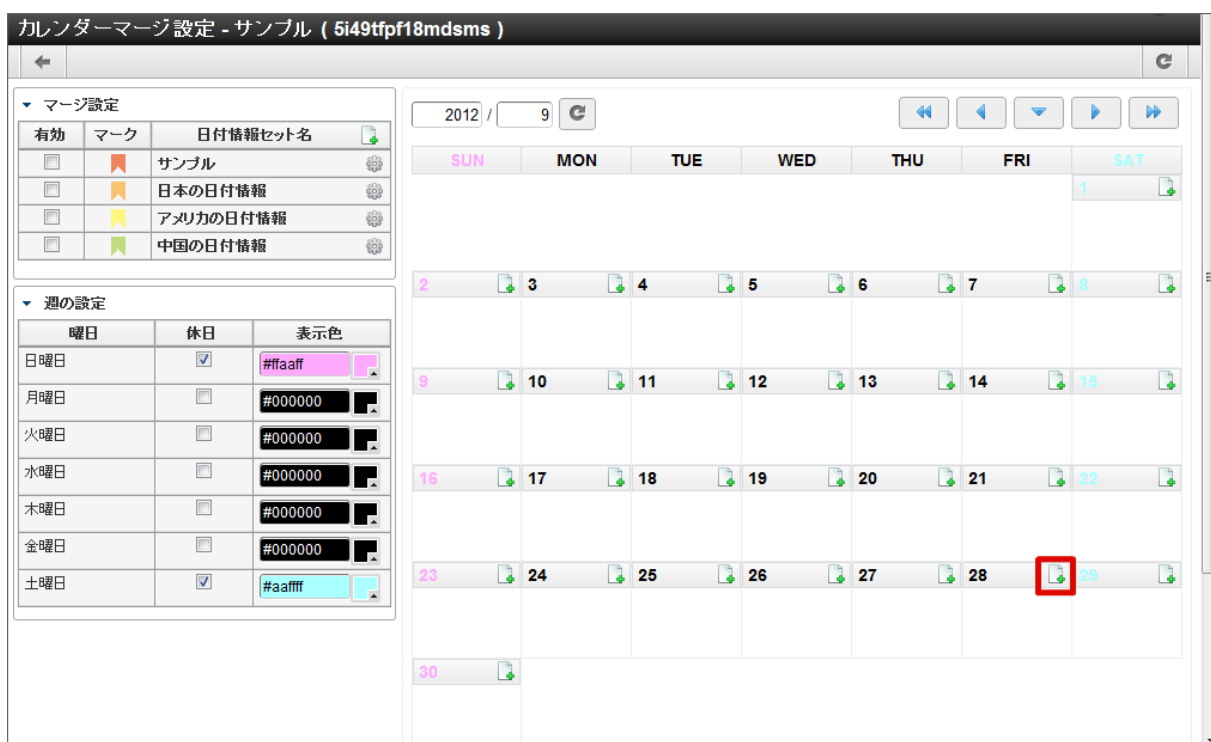 カレンダーマージ設定 - サンプル ( 5i49tfpf18mdsms )
マージ設定
有効 マーク 日付情報セット名
サンプル
日本の日付情報
アメリカの日付情報
中国の日付情報
週の設定
曜日 休日 表示色
日曜日 #ffaaff
月曜日 #000000
火曜日 #000000
水曜日 #000000
木曜日 #000000
金曜日 #000000
土曜日 #aaffff
2012 / 9
SUN MON TUE WED THU FRI SAT
1
2 3 4 5 6 7 8
9 10 11 12 13 14 15
16 17 18 19 20 21 22
23 24 25 26 27 28 29
30